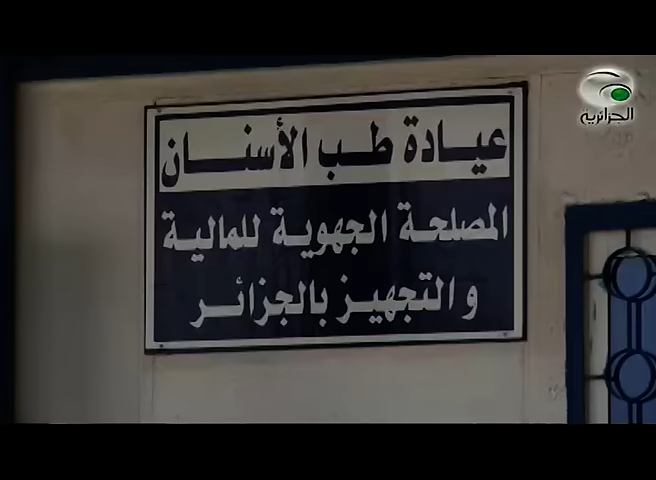 عيادة طب الأسنان
المصلحة الجهوية للمالية
و التجهيز بالجزائر
الجزائرية